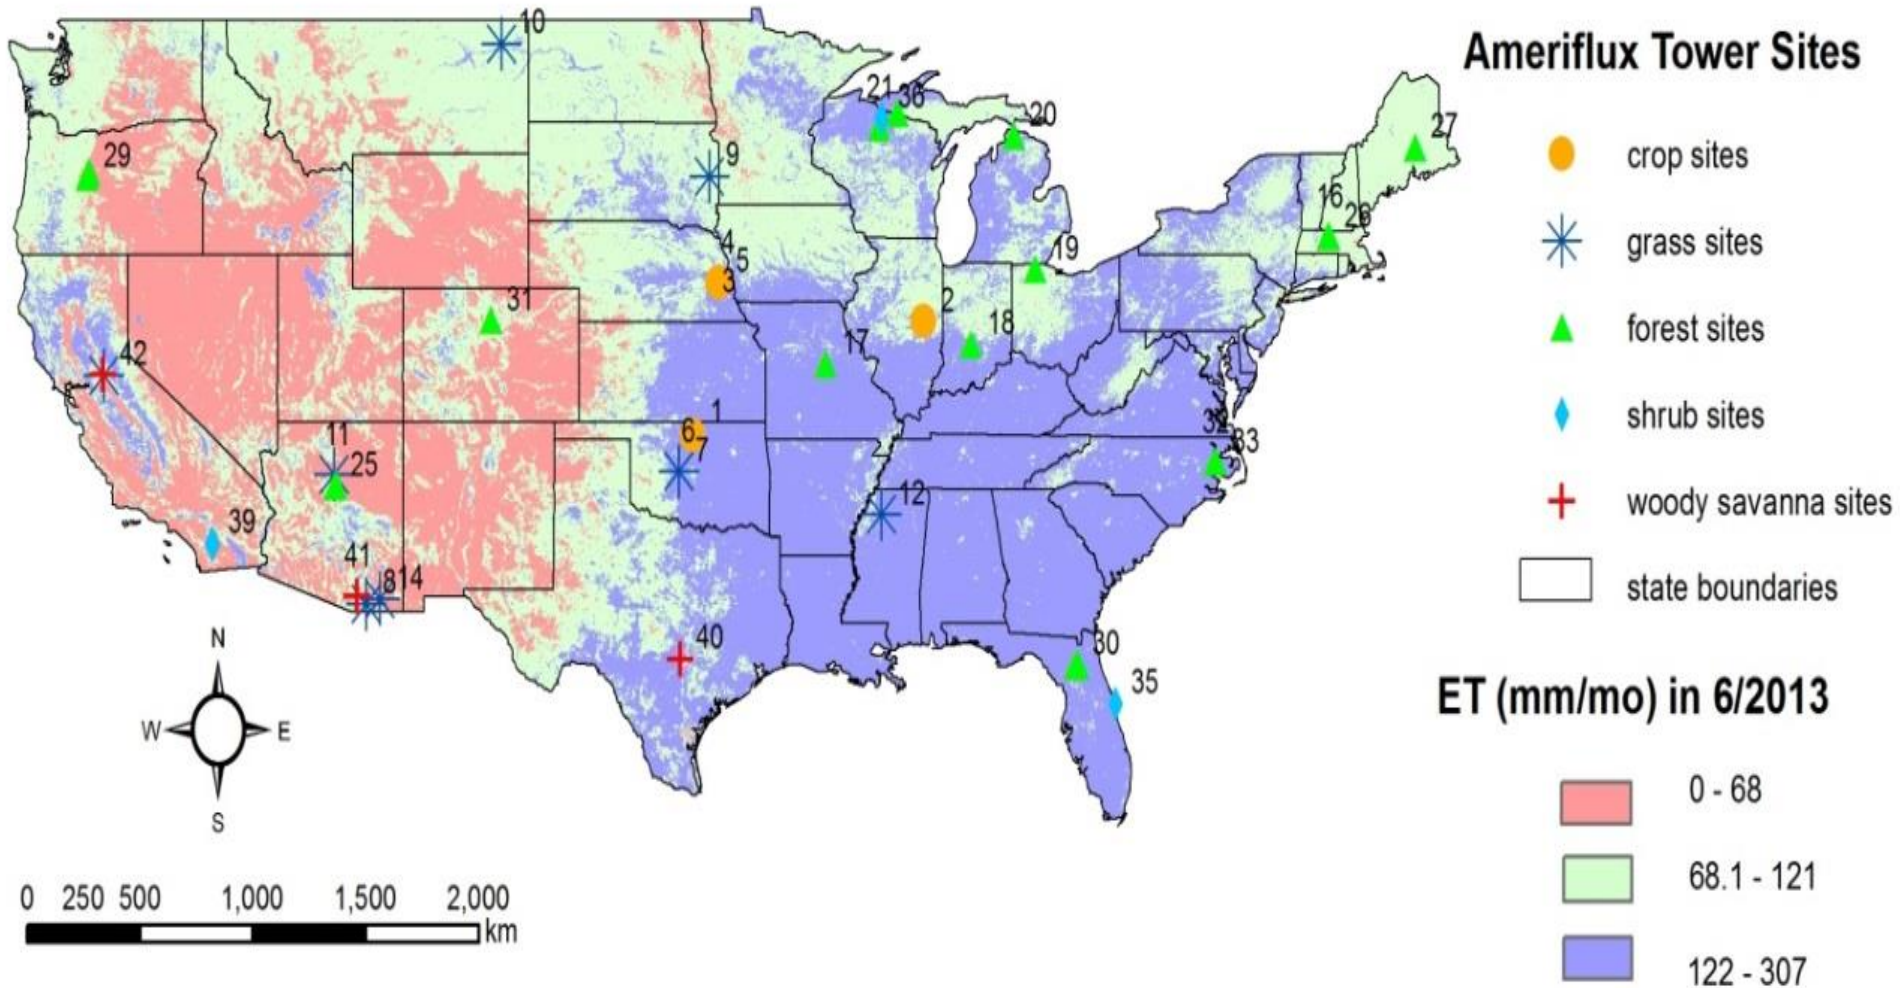 10
Ameriflux Tower Sites
21
36
20
27
crop sites
29
9
16
grass sites
4
5
19
3
31
2
18
forest sites
42
17
1
shrub sites
6
7
33
11
25
12
woody savanna sites
39
41
8
14
state boundaries
N
40
30
35
ET (mm/mo) in 6/2013
W
E
0 - 68
S
68.1 - 121
0 250 500 1,000 1,500 2,000
km
122 - 307